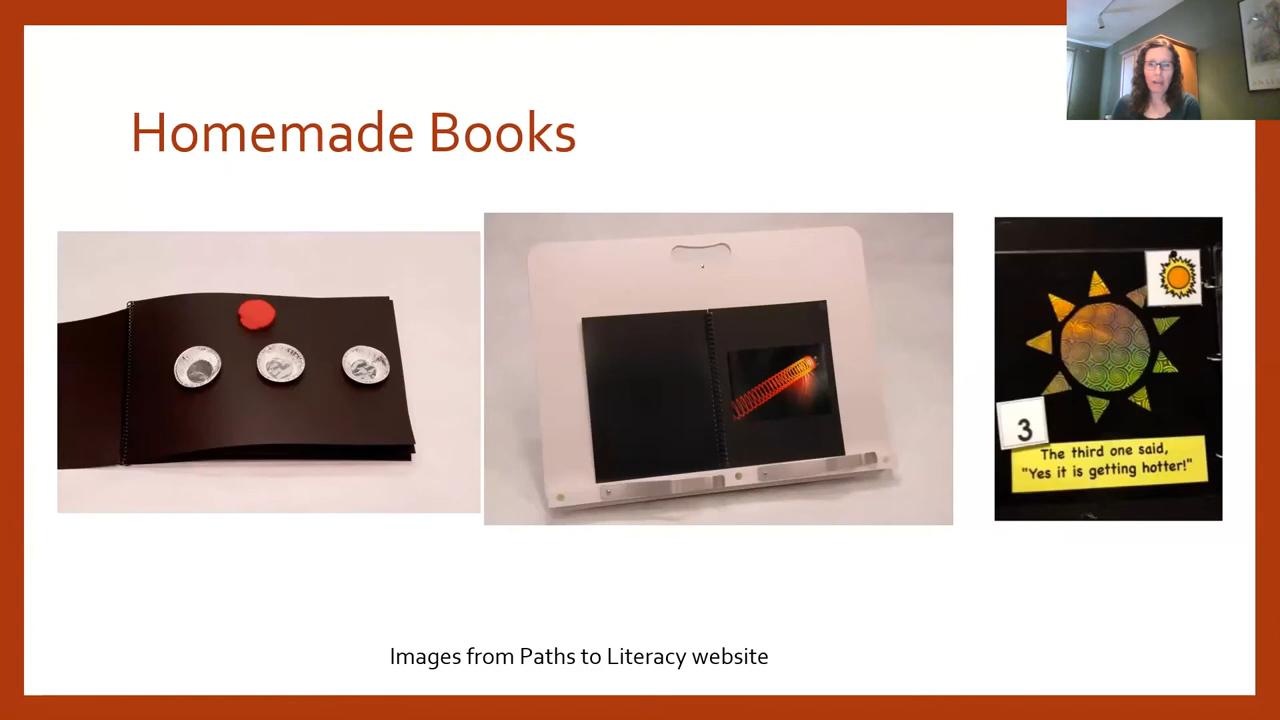 Homemade Books
3
The third one said,
"Yes it is getting hotter!"
Images from Paths to Literacy website